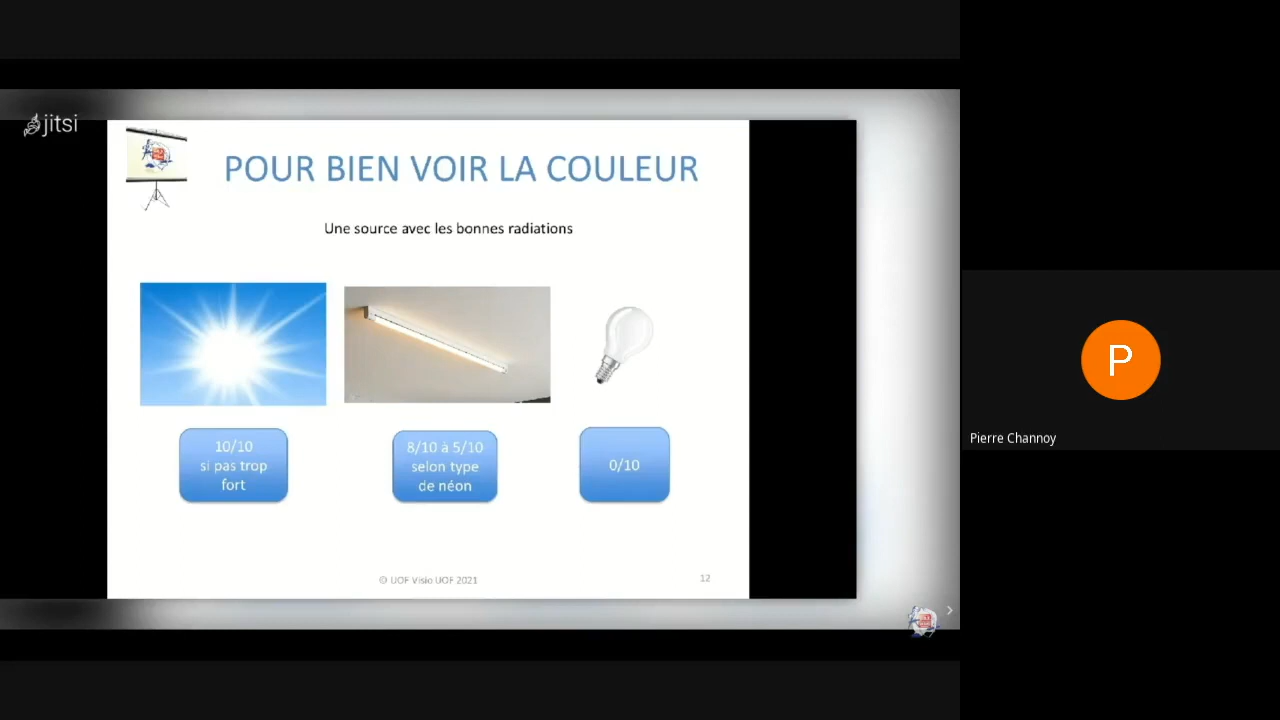 jitsi
POUR BIEN VOIR LA COULEUR
Une source avec les bonnes radiations
10/10
si pas trop
fort
8/10 à 5/10
selon type
de néon
0/10
© UOF Visio UOF 2021
12
P
Pierre Channoy